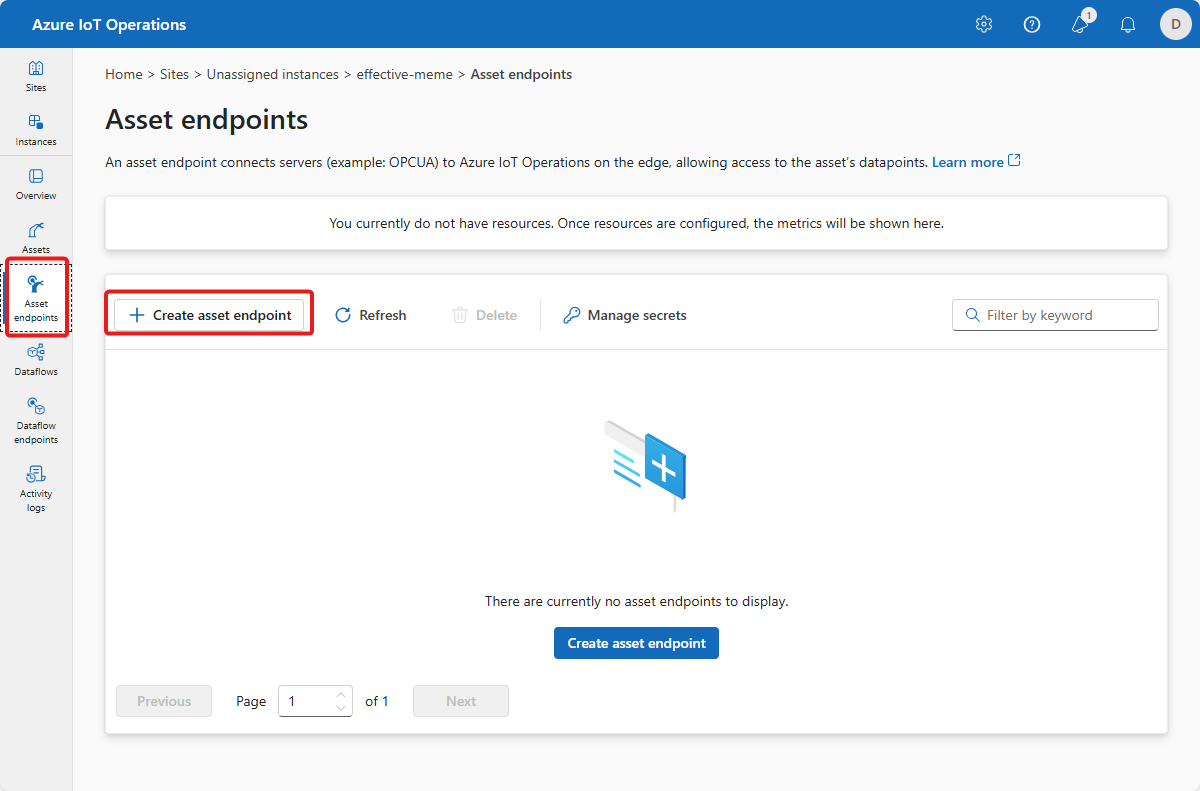 Azure IoT Operations
1
D
Sites
Instances
Overview
Assets
Asset
endpoints
Dataflows
Dataflow
endpoints
Activity
logs
Home > Sites > Unassigned instances > effective-meme > Asset endpoints
Asset endpoints
An asset endpoint connects servers (example: OPCUA) to Azure IoT Operations on the edge, allowing access to the asset's datapoints. Learn more
You currently do not have resources. Once resources are configured, the metrics will be shown here.
Create asset endpoint Refresh Delete Manage secrets Filter by keyword
There are currently no asset endpoints to display.
Create asset endpoint
Previous Page 1 of 1 Next